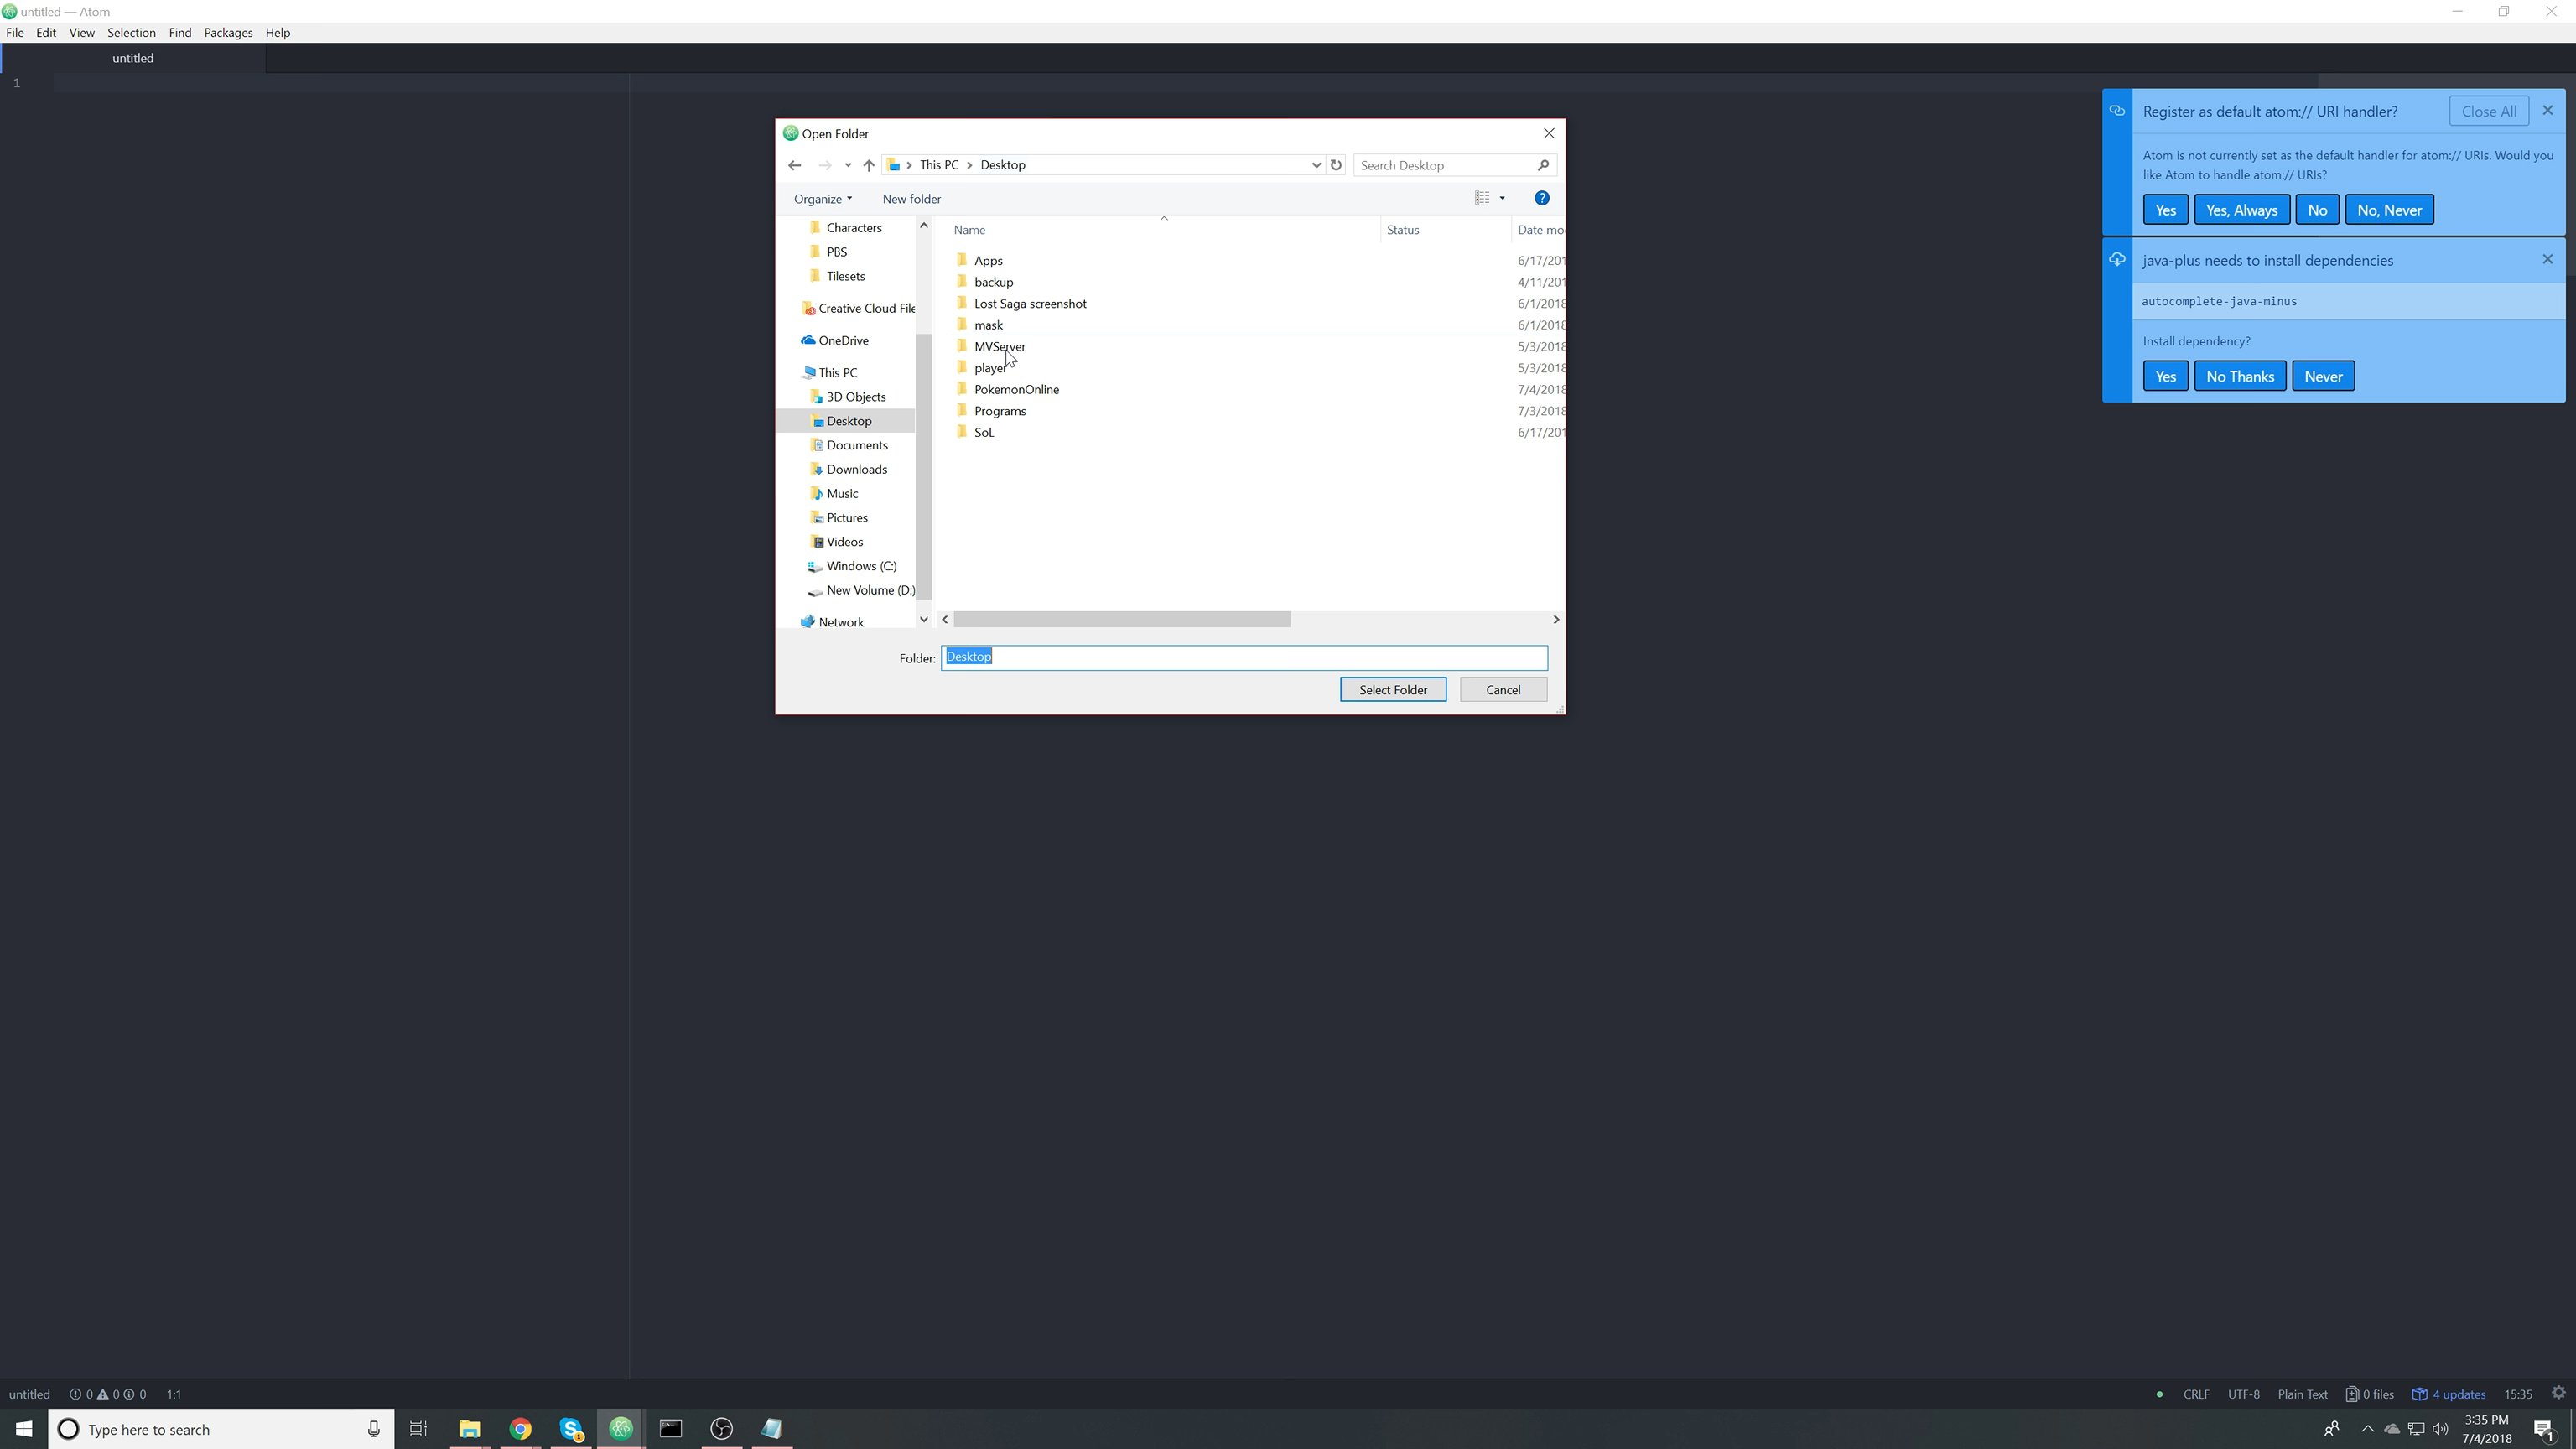 untitled — Atom
File Edit View Selection Find Packages Help
untitled
1
Open Folder
This PC Desktop
Search Desktop
Organize New folder
Characters
PBS
Tilesets
Creative Cloud File
OneDrive
This PC
3D Objects
Desktop
Documents
Downloads
Music
Pictures
Videos
Windows (C:)
New Volume (D:)
Network
Name Status Date mo
Apps 6/17/201
backup 4/11/201
Lost Saga screenshot 6/1/2018
mask 6/1/2018
MVServer 5/3/2018
player 5/3/2018
PokemonOnline 7/4/2018
Programs 7/3/2018
SoL 6/17/201
Folder: Desktop
Select Folder Cancel
Register as default atom:// URI handler? Close All
Atom is not currently set as the default handler for atom:// URIs. Would you
like Atom to handle atom:// URIs?
Yes Yes, Always No No, Never
java-plus needs to install dependencies
autocomplete-java-minus
Install dependency?
Yes No Thanks Never
untitled 0 0 0 1:1
CRLF UTF-8 Plain Text 0 files 4 updates 15:35
Type here to search
1
3:35 PM
7/4/2018
1